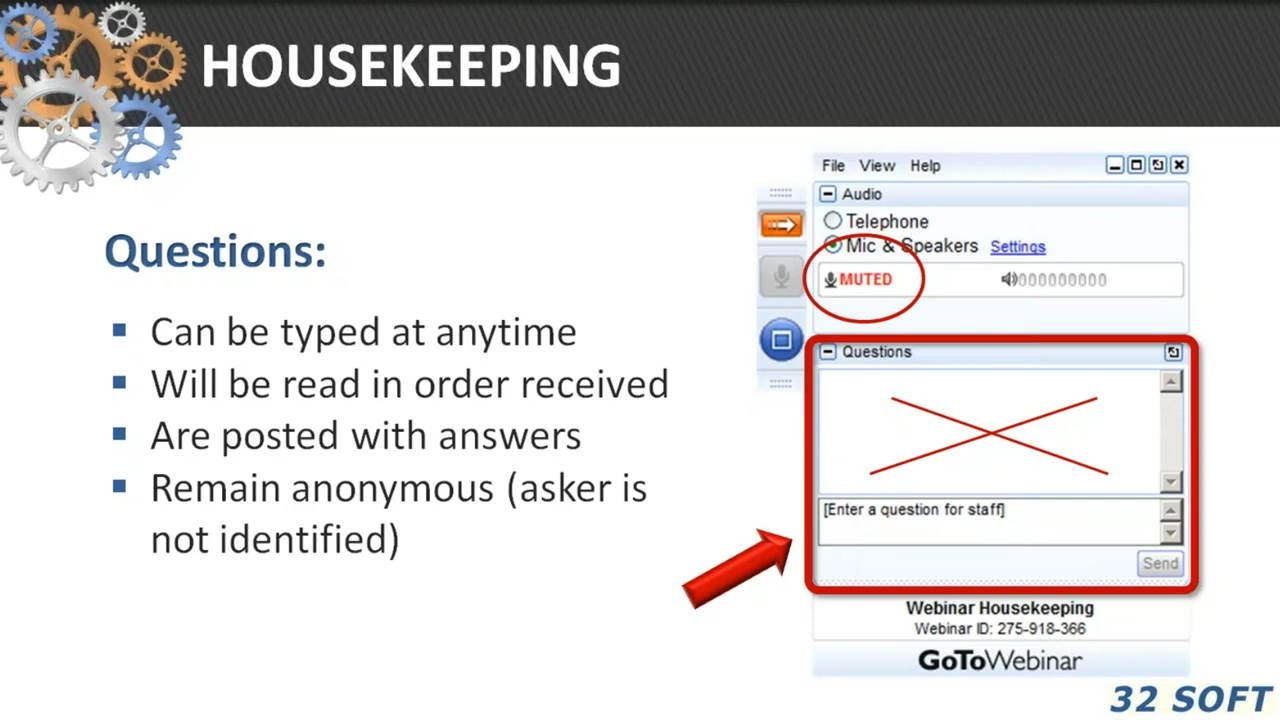 HOUSEKEEPING
Questions:
Can be typed at anytime
Will be read in order received
Are posted with answers
Remain anonymous (asker is
not identified)
File View Help
Audio
Telephone
Mic & Speakers Settings
MUTED
Questions
[Enter a question for staff]
Send
Webinar Housekeeping
Webinar ID: 275-918-366
GoToWebinar
32 SOFT